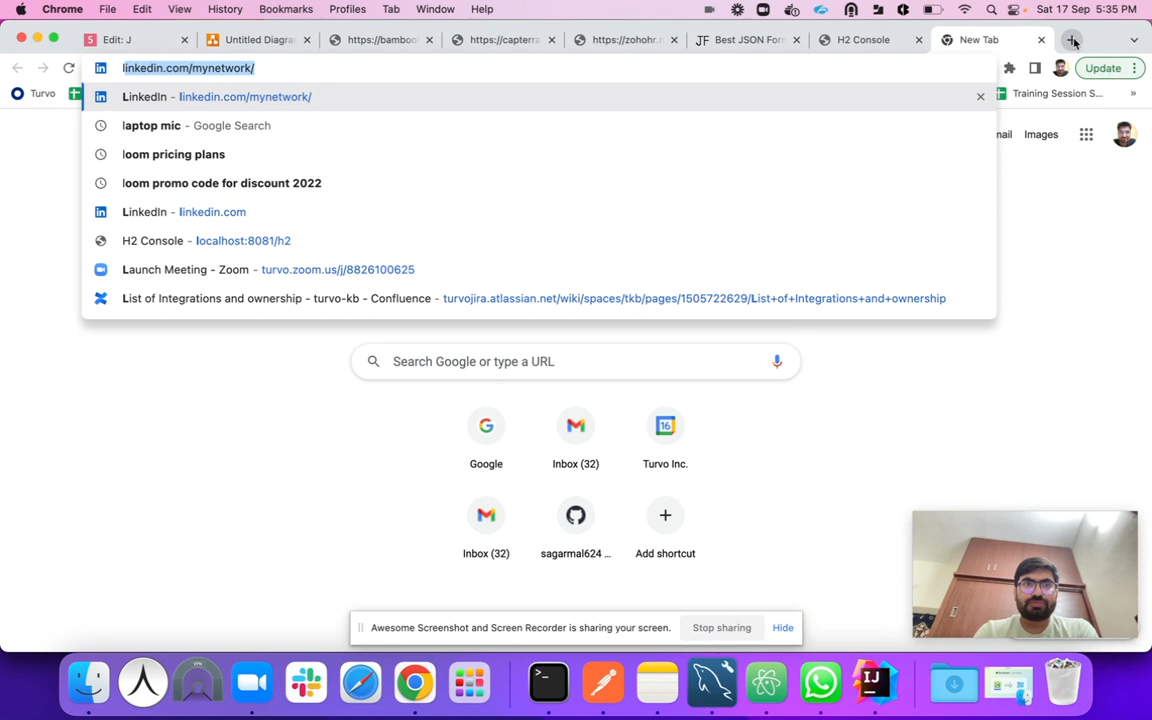 Chrome File Edit View History Bookmarks Profiles Tab Window Help Sat 17 Sep 5:35 PM
Edit: J Untitled Diagra https://bamboo https://capterra https://zohohr. JF Best JSON For H2 Console New Tab
linkedin.com/mynetwork/ Update
Turvo Training Session S... »
LinkedIn - linkedin.com/mynetwork/
laptop mic - Google Search
loom pricing plans
nail Images
loom promo code for discount 2022
LinkedIn - linkedin.com
H2 Console - localhost:8081/h2
Launch Meeting - Zoom - turvo.zoom.us/j/8826100625
List of Integrations and ownership - turvo-kb - Confluence - turvojira.atlassian.net/wiki/spaces/tkb/pages/1505722629/List+of+Integrations+and+ownership
Search Google or type a URL
16
Google Inbox (32) Turvo Inc.
Inbox (32) sagarmal624 ... Add shortcut
Awesome Screenshot and Screen Recorder is sharing your screen. Stop sharing Hide
VPN
IJ